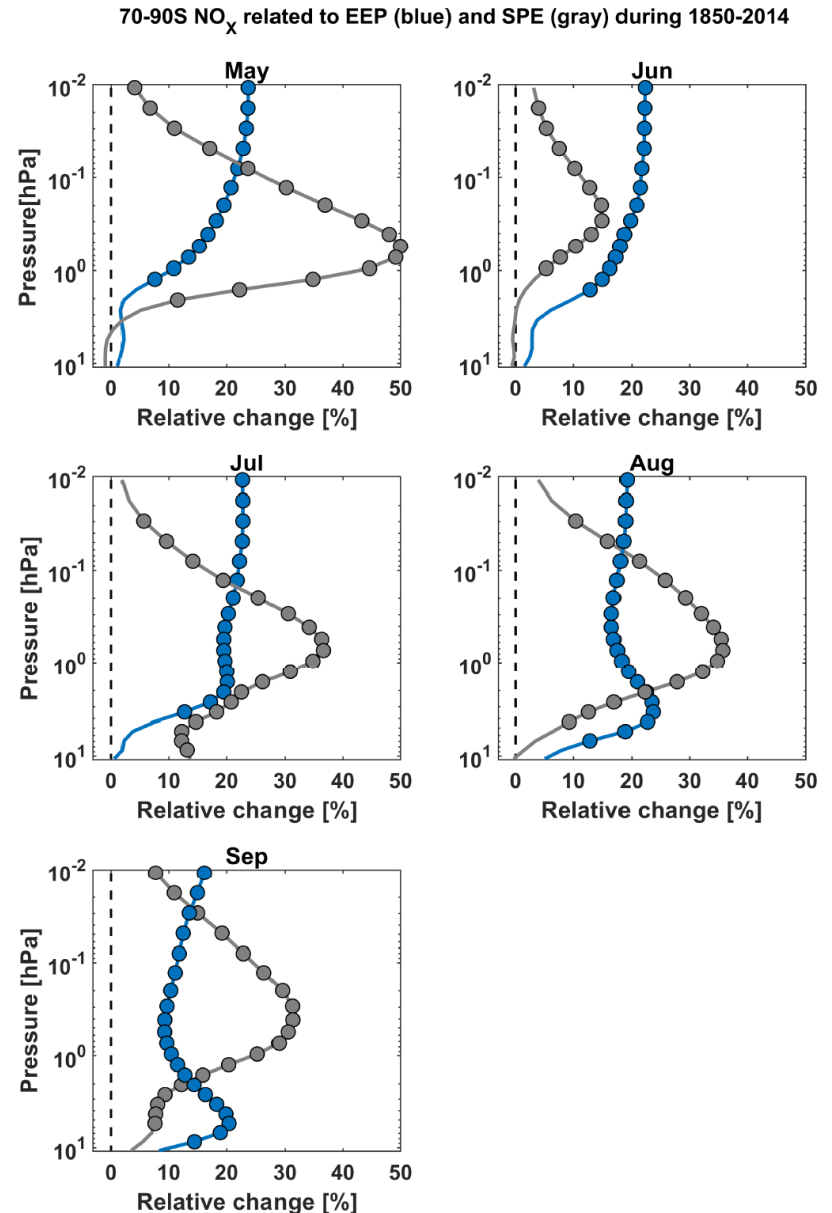 70-90S NOX related to EEP (blue) and SPE (gray) during 1850-2014
May
Jun
10-2
10-1
100
101
Pressure[hPa]
0 10 20 30 40 50
Relative change [%]
10-2
10-1
100
101
0 10 20 30 40 50
Relative change [%]
Jul
Aug
10-2
10-1
100
101
Pressure [hPa]
0 10 20 30 40 50
Relative change [%]
10-2
10-1
100
101
0 10 20 30 40 50
Relative change [%]
Sep
10-2
10-1
100
101
Pressure [hPa]
0 10 20 30 40 50
Relative change [%]